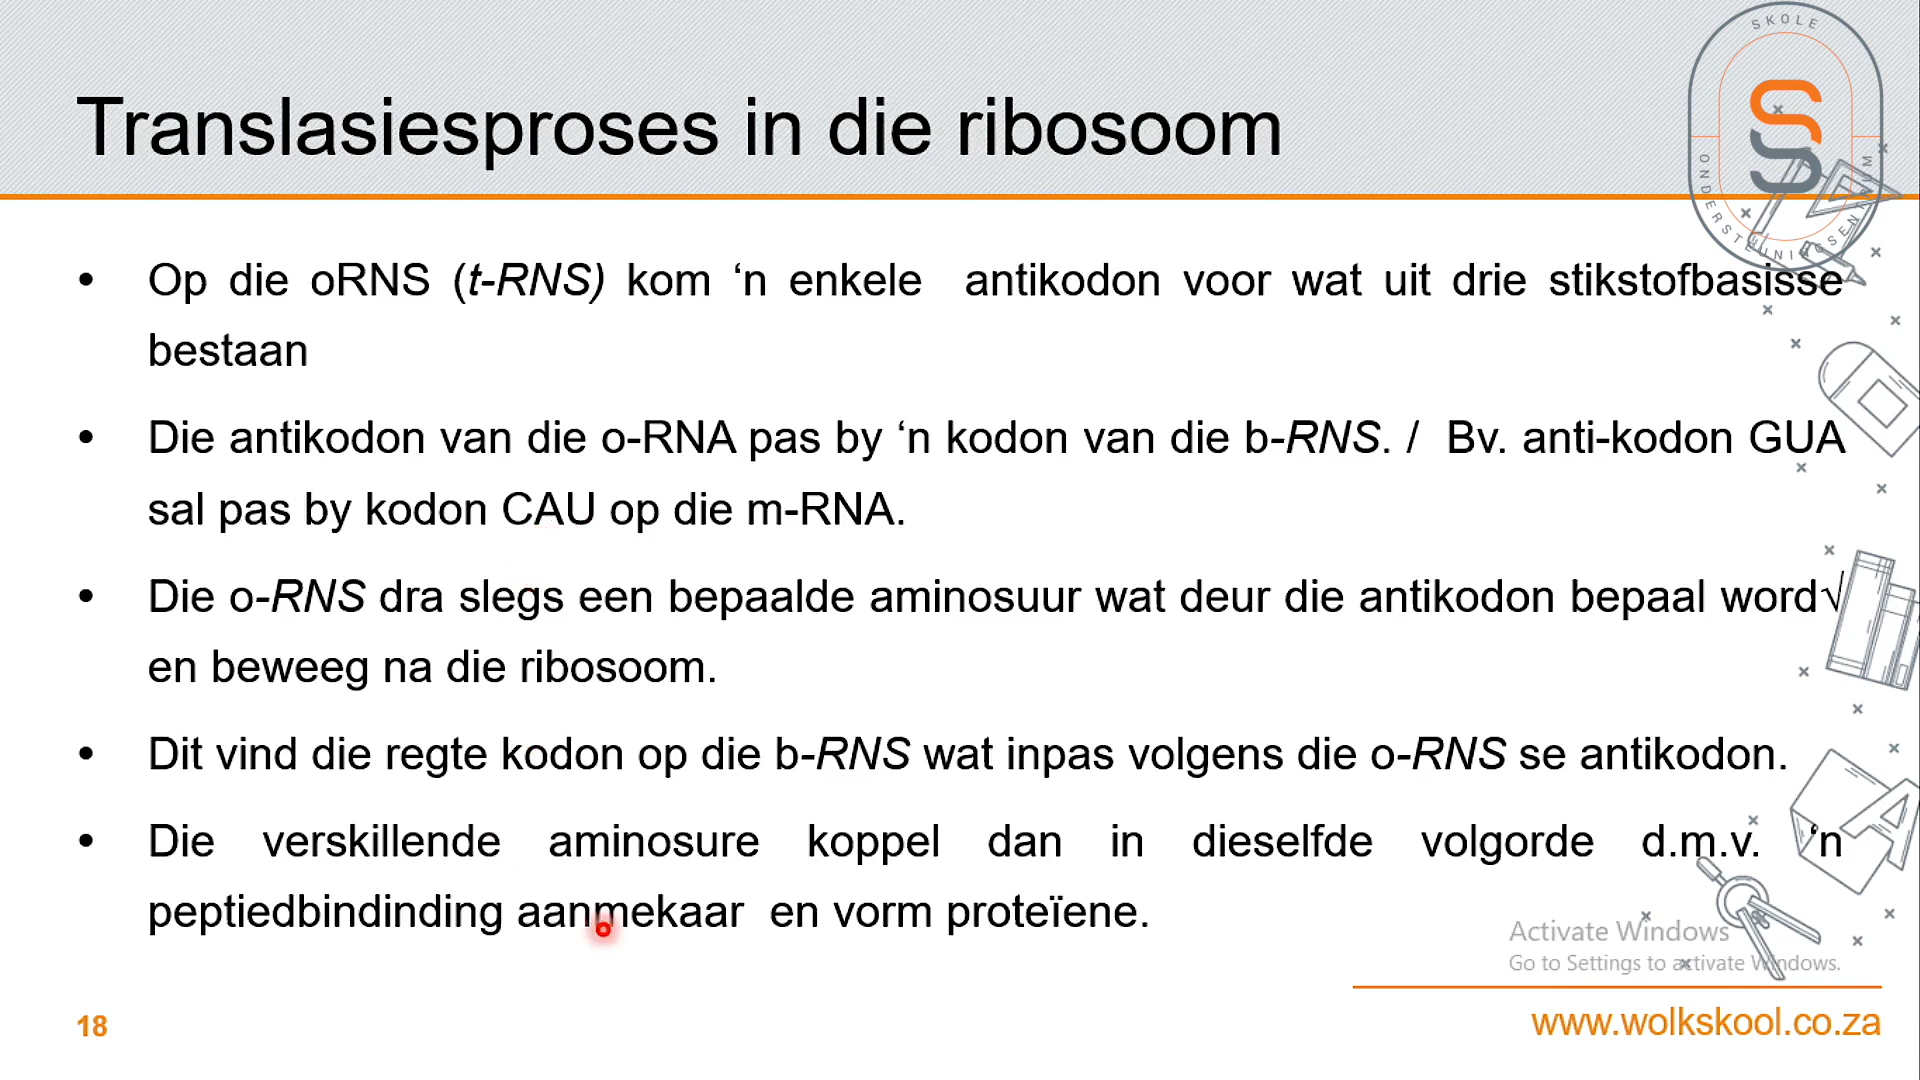 SKOLE
ONDERSTEUNINGSENTRUM
Translasiesproses in die ribosoom
• Op die oRNS (t-RNS) kom ‘n enkele antikodon voor wat uit drie stikstofbasisse
bestaan
• Die antikodon van die o-RNA pas by ‘n kodon van die b-RNS. / Bv. anti-kodon GUA
sal pas by kodon CAU op die m-RNA.
• Die o-RNS dra slegs een bepaalde aminosuur wat deur die antikodon bepaal word√
en beweeg na die ribosoom.
• Dit vind die regte kodon op die b-RNS wat inpas volgens die o-RNS se antikodon.
• Die verskillende aminosure koppel dan in dieselfde volgorde d.m.v. ‘n
peptiedbindinding aanmekaar en vorm proteïene.
Activate Windows
Go to Settings to activate Windows.
18
www.wolkskool.co.za